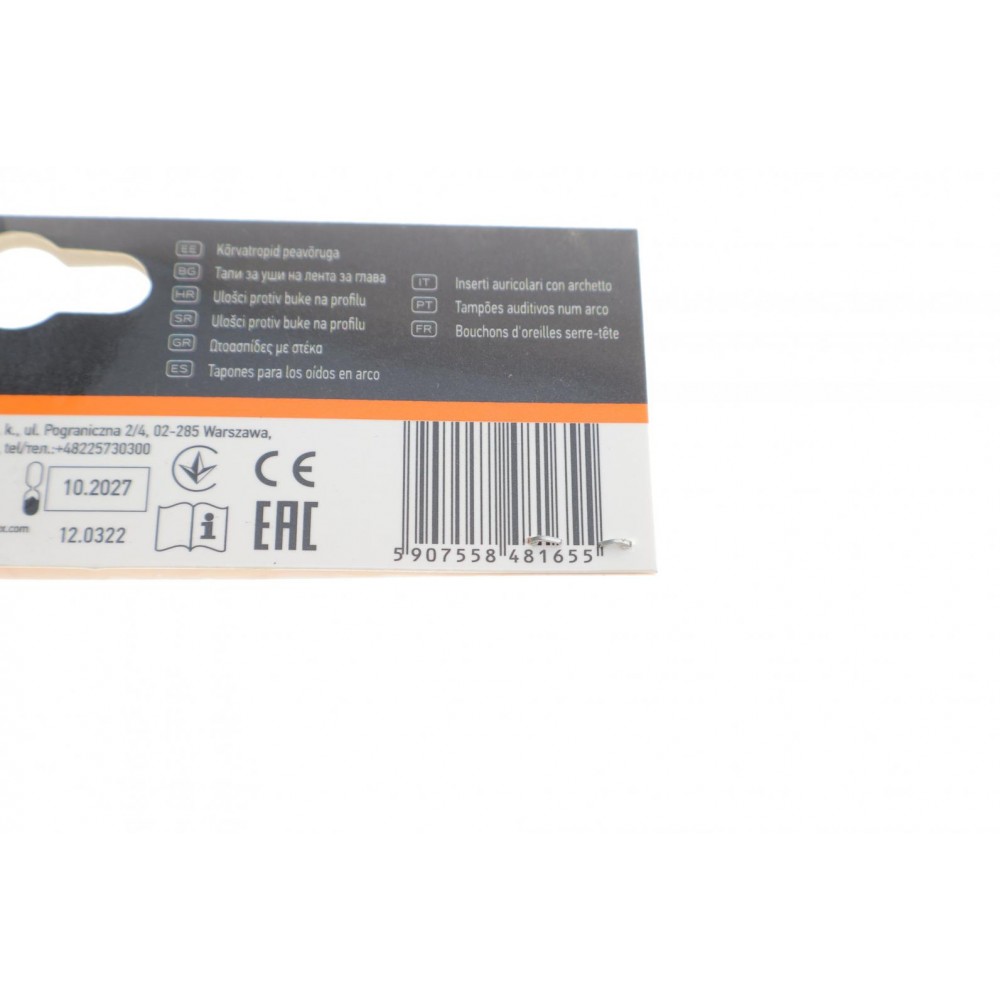 EE Kõrvatropid peavõruga
BG Тапи за уши на лента за глава
HR Ulošci protiv buke na profilu
SR Ulošci protiv buke na profilu
GR Ωτοασπίδες με στέκα
ES Tapones para los oídos en arco
IT Inserti auricolari con archetto
PT Tampões auditivos num arco
FR Bouchons d'oreilles serre-tête
k., ul. Pograniczna 2/4, 02-285 Warszawa,
tel/тел.:+48225730300
10.2027
x.com
12.0322
CE
EAC
i
5 907558 481655